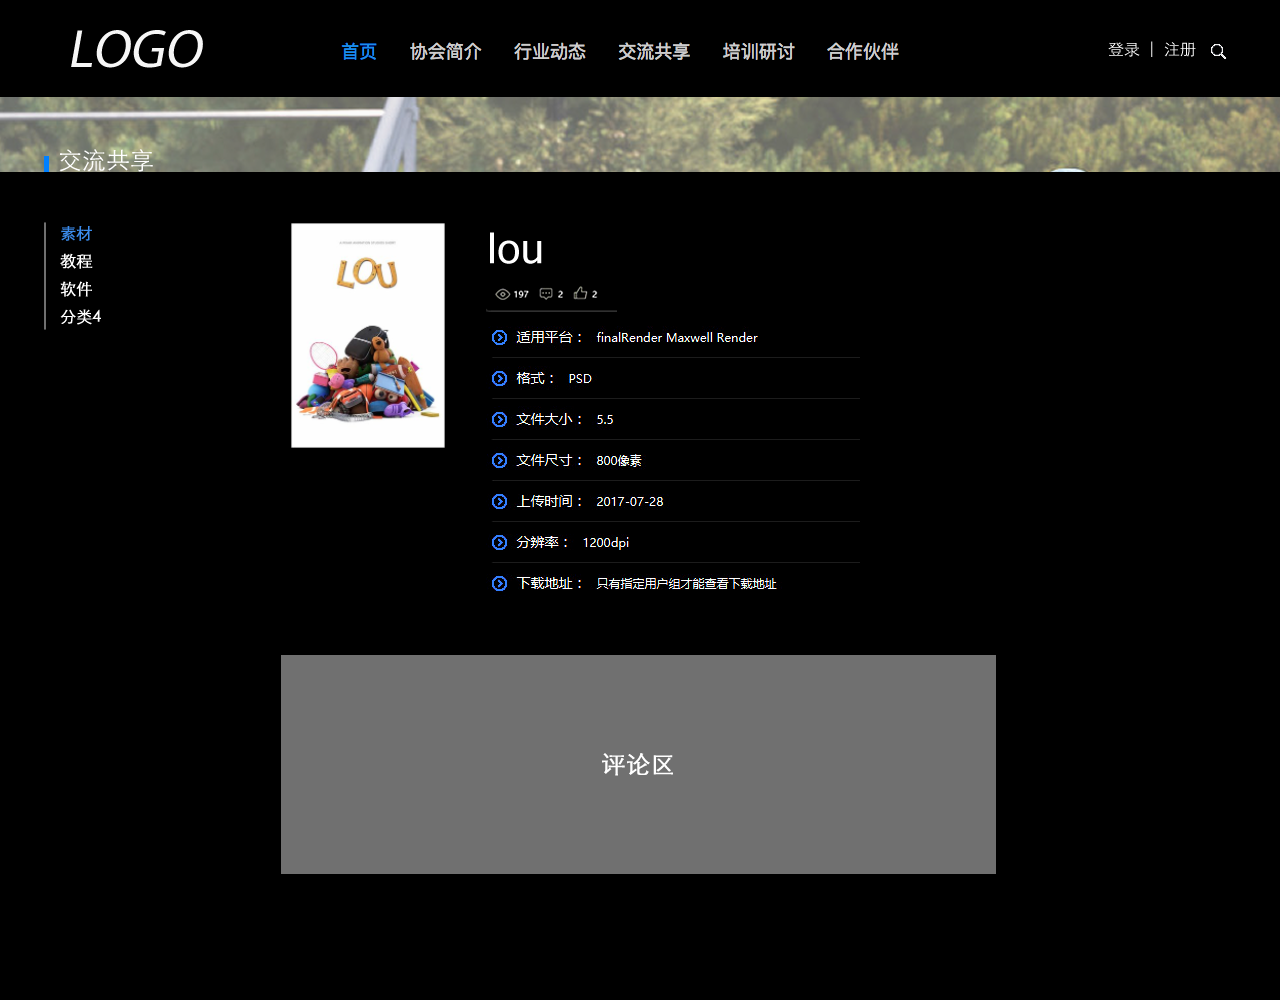 LOGO 首页 协会简介 行业动态 交流共享 培训研讨 合作伙伴 登录 | 注册
交流共享
素材
教程
软件
分类4
LOU
lou
197 2 2
适用平台： finalRender Maxwell Render
格式： PSD
文件大小： 5.5
文件尺寸： 800像素
上传时间： 2017-07-28
分辨率： 1200dpi
下载地址： 只有指定用户组才能查看下载地址
评论区